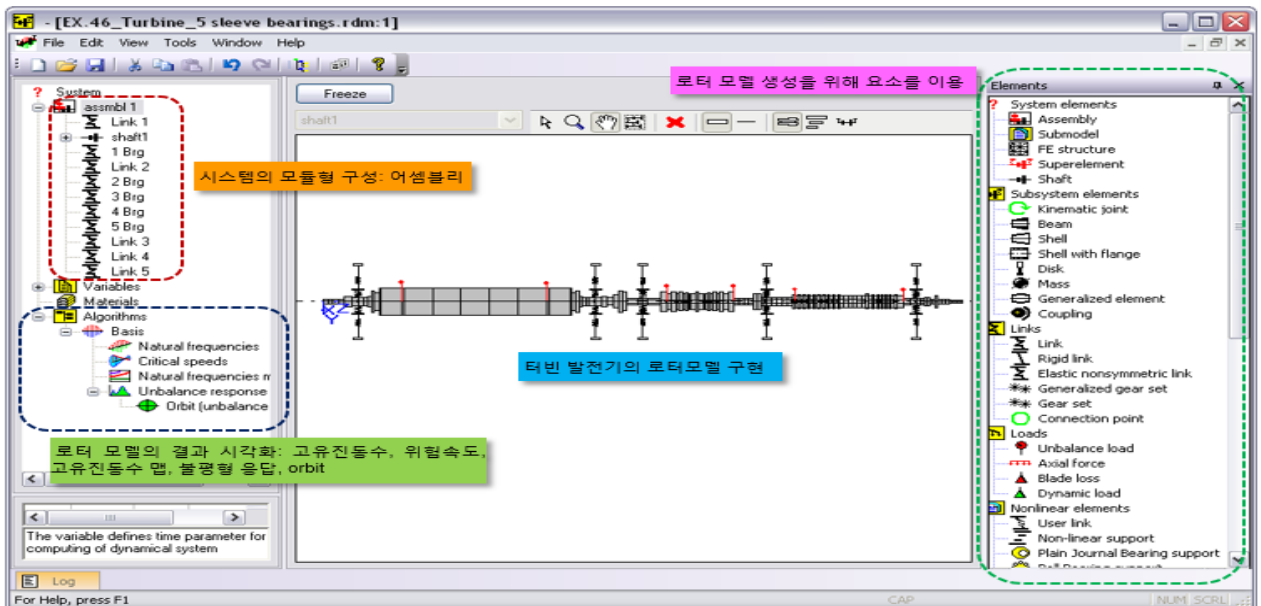 - [EX.46_Turbine_5 sleeve bearings.rdm:1]
File Edit View Tools Window Help
System
assmbl 1
Link 1
shaft1
1 Brg
Link 2
2 Brg
3 Brg
4 Brg
5 Brg
Link 3
Link 4
Link 5
Variables
Materials
Algorithms
Basis
Natural frequencies
Critical speeds
Natural frequencies m
Unbalance response
Orbit (unbalance
시스템의 모듈형 구성: 어셈블리
로터 모델의 결과 시각화: 고유진동수, 위험속도,
고유진동수 맵, 불평형 응답, orbit
The variable defines time parameter for
computing of dynamical system
Freeze
shaft1
로터 모델 생성을 위해 요소를 이용
터빈 발전기의 로터모델 구현
Elements
System elements
Assembly
Submodel
FE structure
Superelement
Shaft
Subsystem elements
Kinematic joint
Beam
Shell
Shell with flange
Disk
Mass
Generalized element
Coupling
Links
Link
Rigid link
Elastic nonsymmetric link
Generalized gear set
Gear set
Connection point
Loads
Unbalance load
Axial force
Blade loss
Dynamic load
Nonlinear elements
User link
Non-linear support
Plain Journal Bearing support
Log
For Help, press F1
CAP NUM SCRL